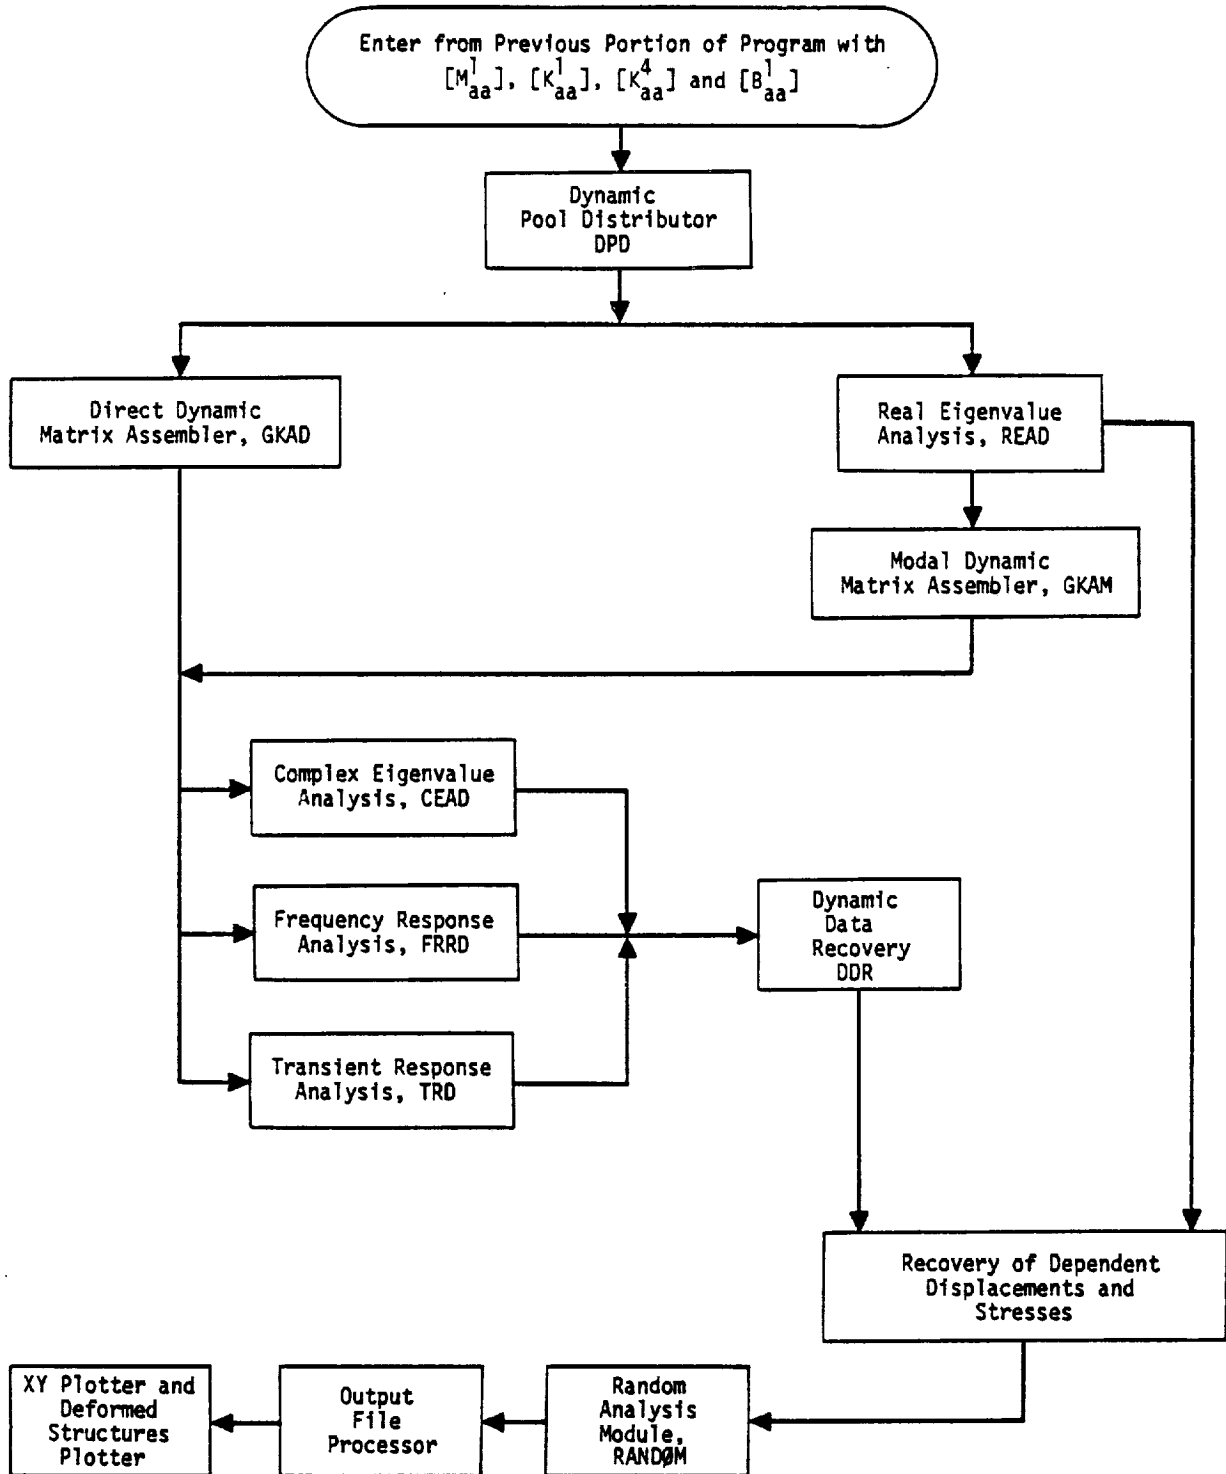 Enter from Previous Portion of Program with
[M¹aa], [K¹aa], [K⁴aa] and [B¹aa]
Dynamic
Pool Distributor
DPD
Direct Dynamic
Matrix Assembler, GKAD
Real Eigenvalue
Analysis, READ
Modal Dynamic
Matrix Assembler, GKAM
Complex Eigenvalue
Analysis, CEAD
Frequency Response
Analysis, FRRD
Dynamic
Data
Recovery
DDR
Transient Response
Analysis, TRD
Recovery of Dependent
Displacements and
Stresses
XY Plotter and
Deformed
Structures
Plotter
Output
File
Processor
Random
Analysis
Module,
RANDØM